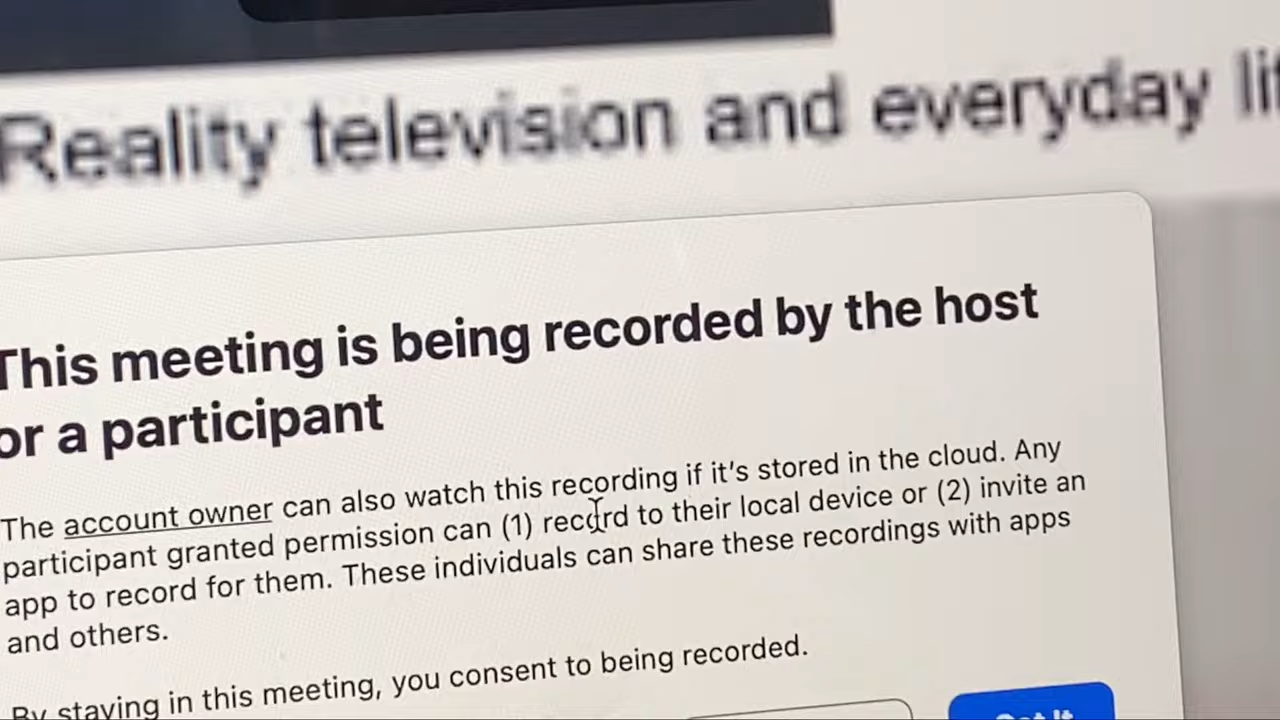 Reality television and everyday
This meeting is being recorded by the host
or a participant
The account owner can also watch this recording if it's stored in the cloud. Any
participant granted permission can (1) record to their local device or (2) invite an
app to record for them. These individuals can share these recordings with apps
and others.
By staying in this meeting, you consent to being recorded.
Got It